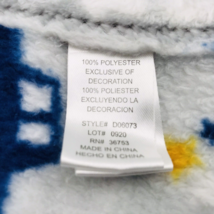 100% POLYESTER
EXCLUSIVE OF
DECORATION
100% POLIESTER
EXCLUYENDO LA
DECORACION
STYLE# D06073
LOT# 0920
RN# 36753
MADE IN CHINA
HECHO EN CHINA